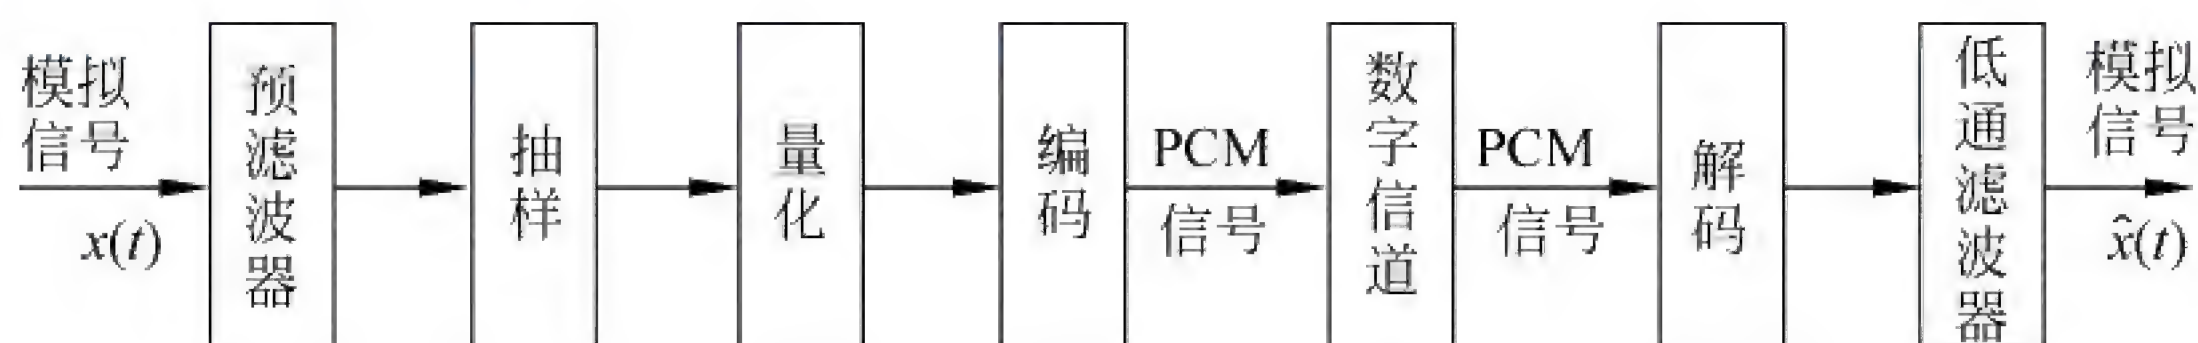 模拟
信号
x(t)
预滤波器
抽样
量化
编码
PCM
信号
数字信道
PCM
信号
解码
低通滤波器
模拟
信号
x̂(t)